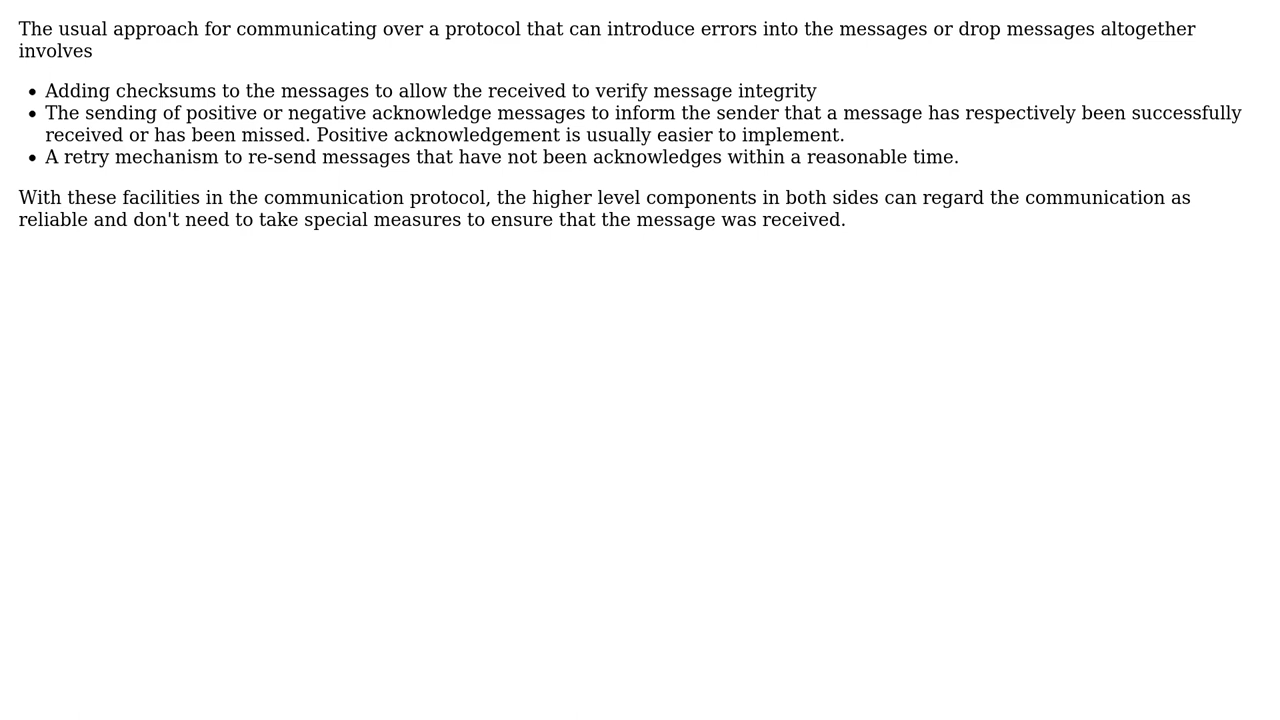 The usual approach for communicating over a protocol that can introduce errors into the messages or drop messages altogether
involves
• Adding checksums to the messages to allow the received to verify message integrity
• The sending of positive or negative acknowledge messages to inform the sender that a message has respectively been successfully
received or has been missed. Positive acknowledgement is usually easier to implement.
• A retry mechanism to re-send messages that have not been acknowledges within a reasonable time.
With these facilities in the communication protocol, the higher level components in both sides can regard the communication as
reliable and don't need to take special measures to ensure that the message was received.